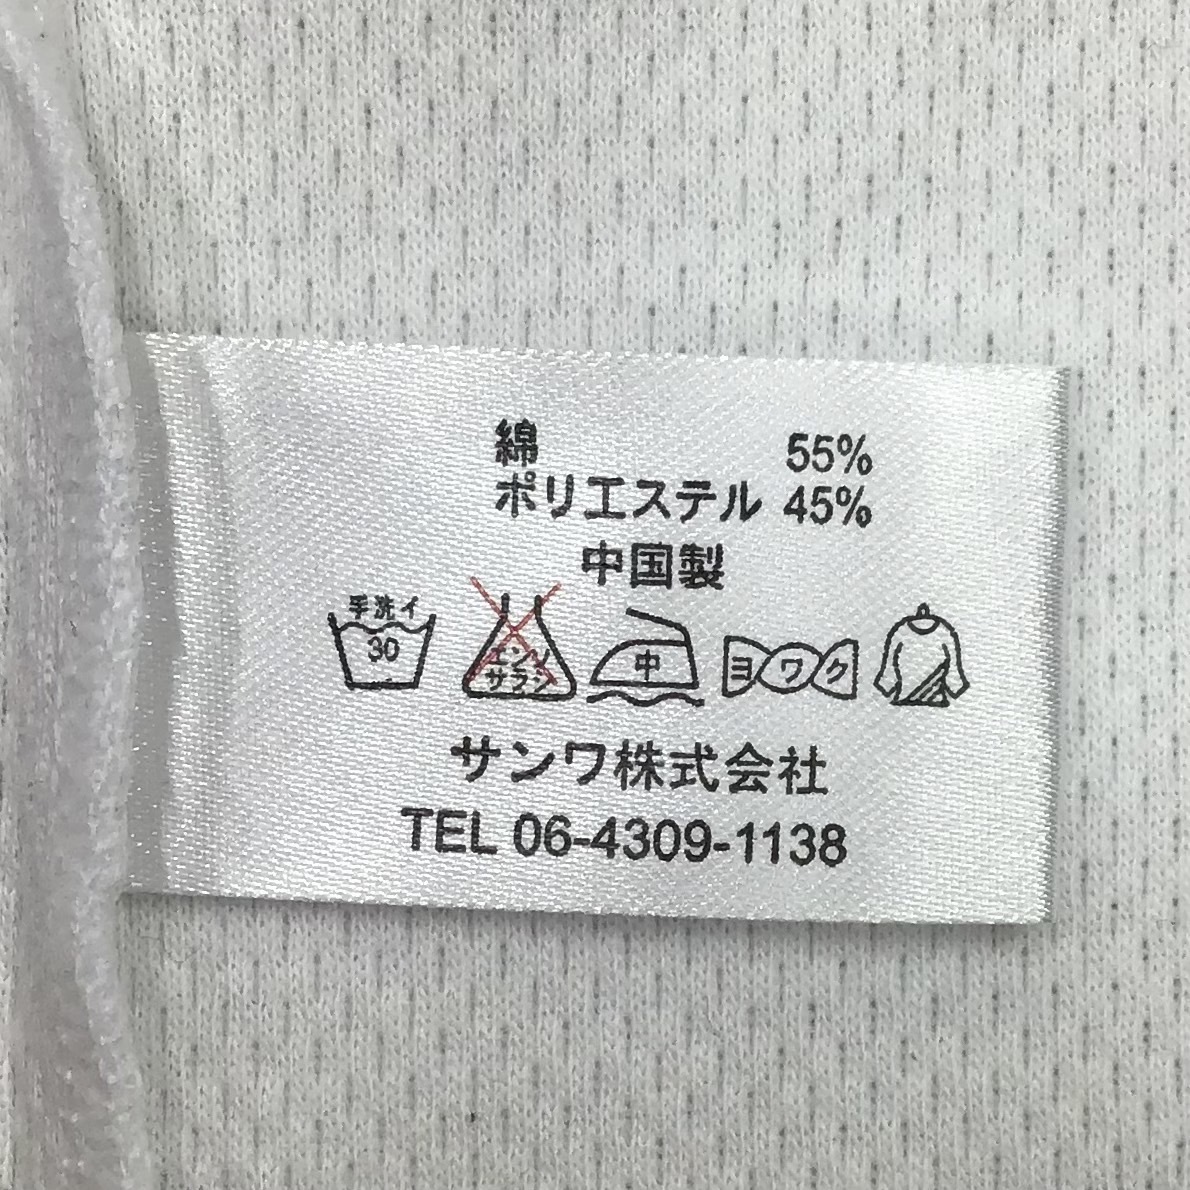 綿 55%
ポリエステル 45%
中国製
手洗イ
30
エンソ
サラシ
中
ヨワク
サンワ株式会社
TEL 06-4309-1138